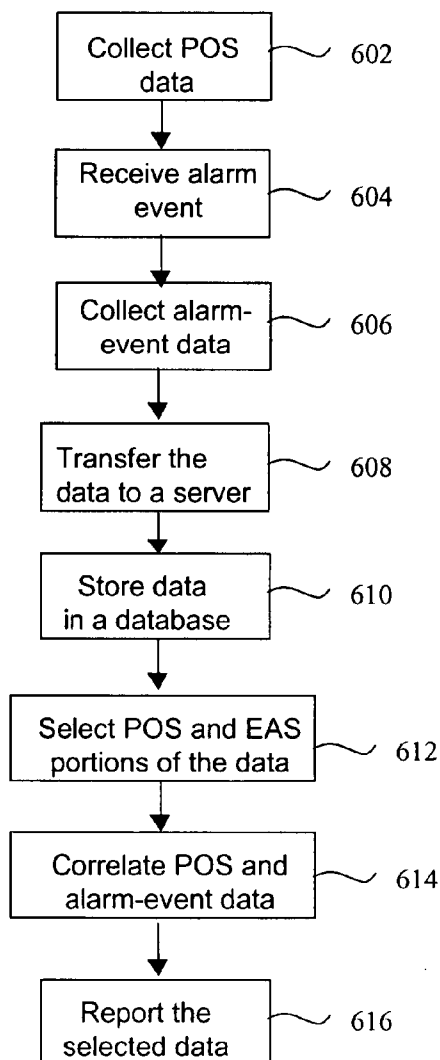 Collect POS
data
602
Receive alarm
event
604
Collect alarm-
event data
606
Transfer the
data to a server
608
Store data
in a database
610
Select POS and EAS
portions of the data
612
Correlate POS and
alarm-event data
614
Report the
selected data
616